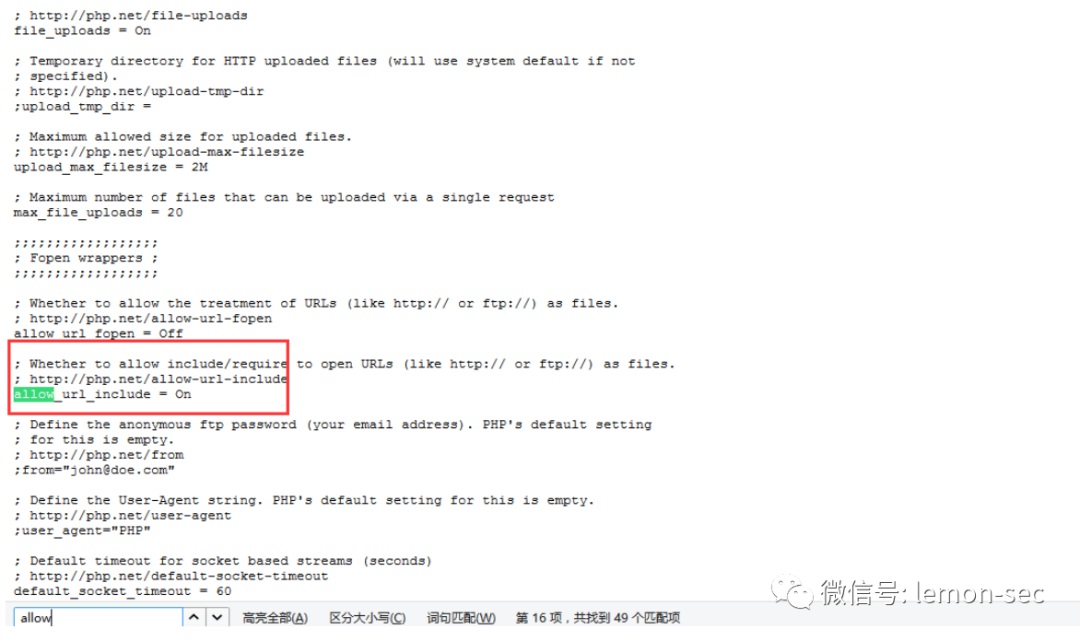 ; http://php.net/file-uploads
file_uploads = On
; Temporary directory for HTTP uploaded files (will use system default if not
; specified).
; http://php.net/upload-tmp-dir
;upload_tmp_dir =
; Maximum allowed size for uploaded files.
; http://php.net/upload-max-filesize
upload_max_filesize = 2M
; Maximum number of files that can be uploaded via a single request
max_file_uploads = 20
;;;;;;;;;;;;;;;;;;
; Fopen wrappers ;
;;;;;;;;;;;;;;;;;;
; Whether to allow the treatment of URLs (like http:// or ftp://) as files.
; http://php.net/allow-url-fopen
allow_url_fopen = Off
; Whether to allow include/require to open URLs (like http:// or ftp://) as files.
; http://php.net/allow-url-include
allow_url_include = On
; Define the anonymous ftp password (your email address). PHP's default setting
; for this is empty.
; http://php.net/from
;from="john@doe.com"
; Define the User-Agent string. PHP's default setting for this is empty.
; http://php.net/user-agent
;user_agent="PHP"
; Default timeout for socket based streams (seconds)
; http://php.net/default-socket-timeout
default_socket_timeout = 60
微信号: lemon-sec
allow 高亮全部(A) 区分大小写(C) 词句匹配(W) 第 16 项，共找到 49 个匹配项